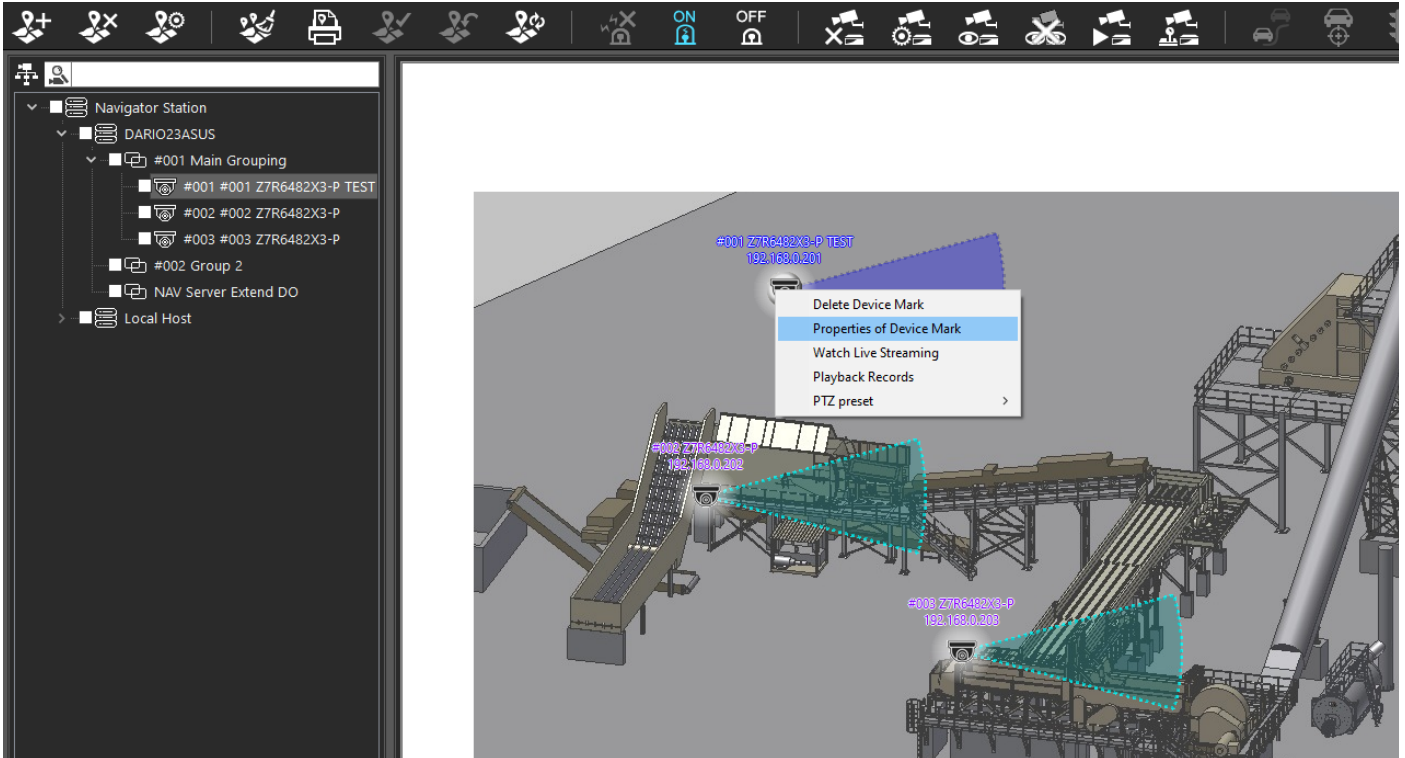 ON
OFF
Navigator Station
DARIO23ASUS
#001 Main Grouping
#001 #001 Z7R6482X3-P TEST
#002 #002 Z7R6482X3-P
#003 #003 Z7R6482X3-P
#002 Group 2
NAV Server Extend DO
Local Host
#001 Z7R6482X3-P TEST
192.168.0.201
Delete Device Mark
Properties of Device Mark
Watch Live Streaming
Playback Records
PTZ preset
#002 Z7R6482X3-P
192.168.0.202
#003 Z7R6482X3-P
192.168.0.203